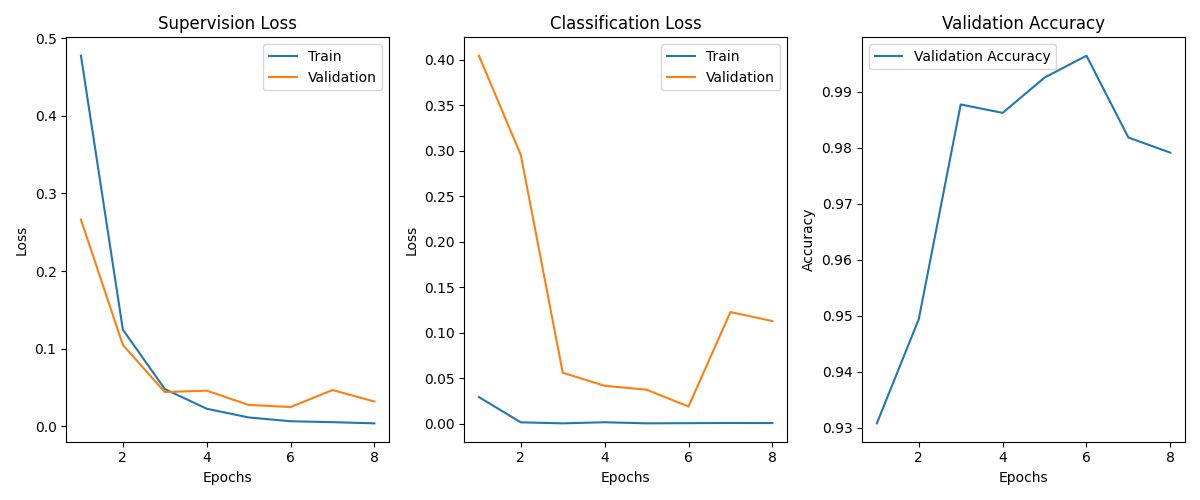 Supervision Loss
Loss
0.5
0.4
0.3
0.2
0.1
0.0
Train
Validation
2
4
6
8
Epochs
Classification Loss
Loss
0.40
0.35
0.30
0.25
0.20
0.15
0.10
0.05
0.00
Train
Validation
2
4
6
8
Epochs
Validation Accuracy
Accuracy
0.99
0.98
0.97
0.96
0.95
0.94
0.93
Validation Accuracy
2
4
6
8
Epochs